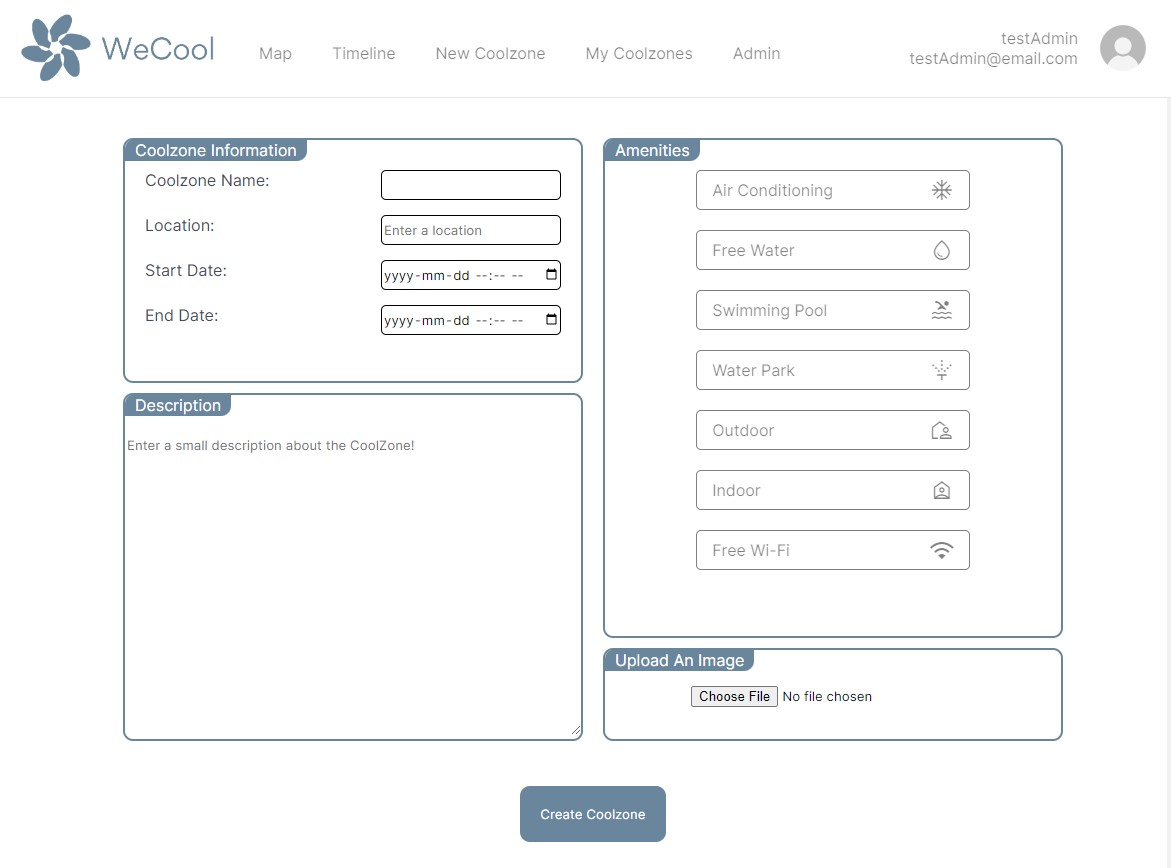 WeCool
Map
Timeline
New Coolzone
My Coolzones
Admin
testAdmin
testAdmin@email.com
Coolzone Information
Coolzone Name:
Location:
Enter a location
Start Date:
yyyy-mm-dd --:-- --
End Date:
yyyy-mm-dd --:-- --
Description
Enter a small description about the CoolZone!
Amenities
Air Conditioning
Free Water
Swimming Pool
Water Park
Outdoor
Indoor
Free Wi-Fi
Upload An Image
Choose File No file chosen
Create Coolzone